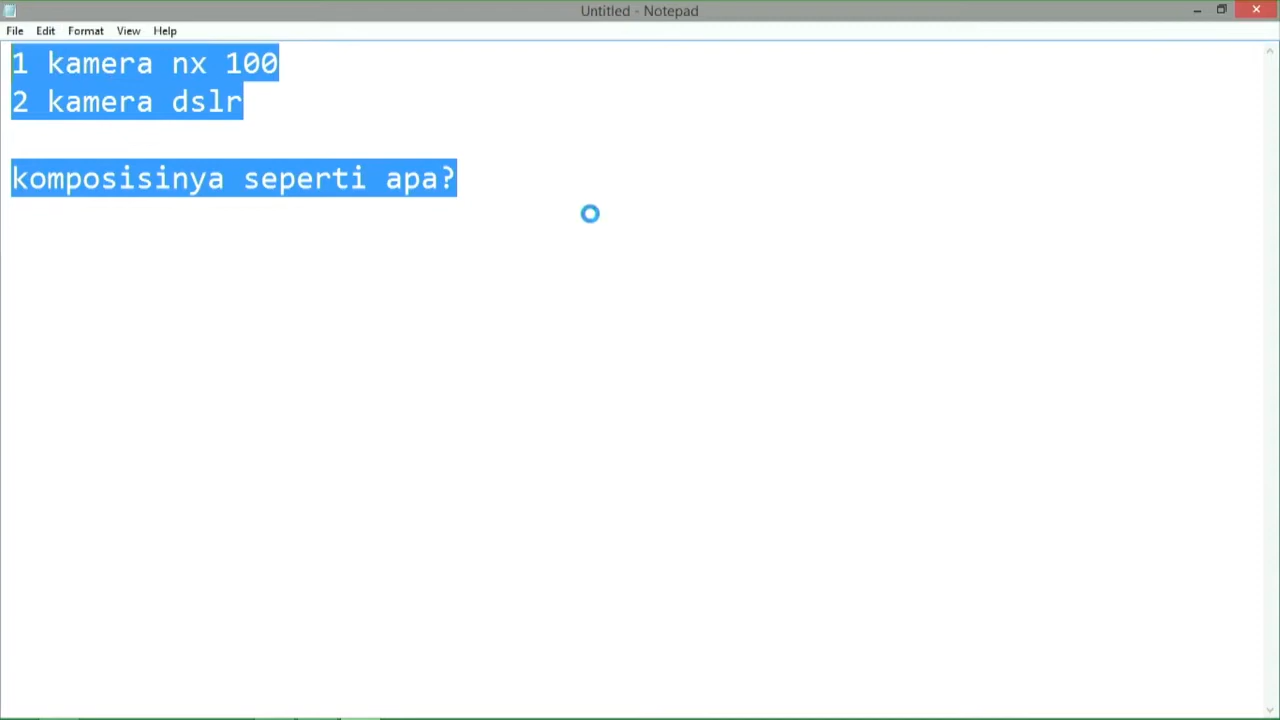 Untitled - Notepad
File Edit Format View Help
1 kamera nx 100
2 kamera dslr
komposisinya seperti apa?